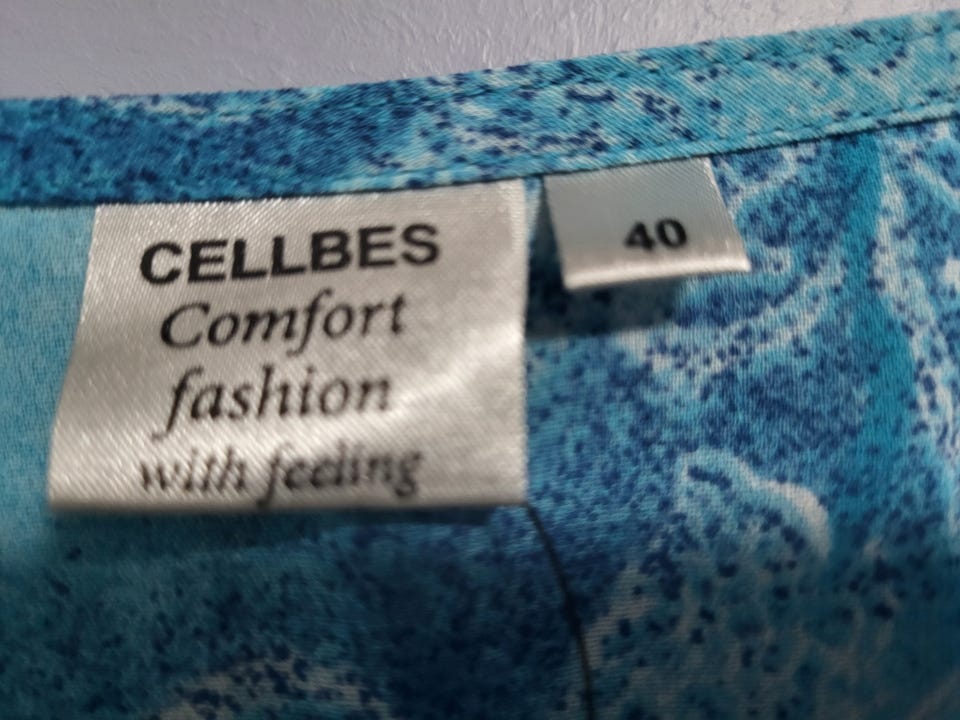 CELLBES
Comfort
fashion
with feeling
40